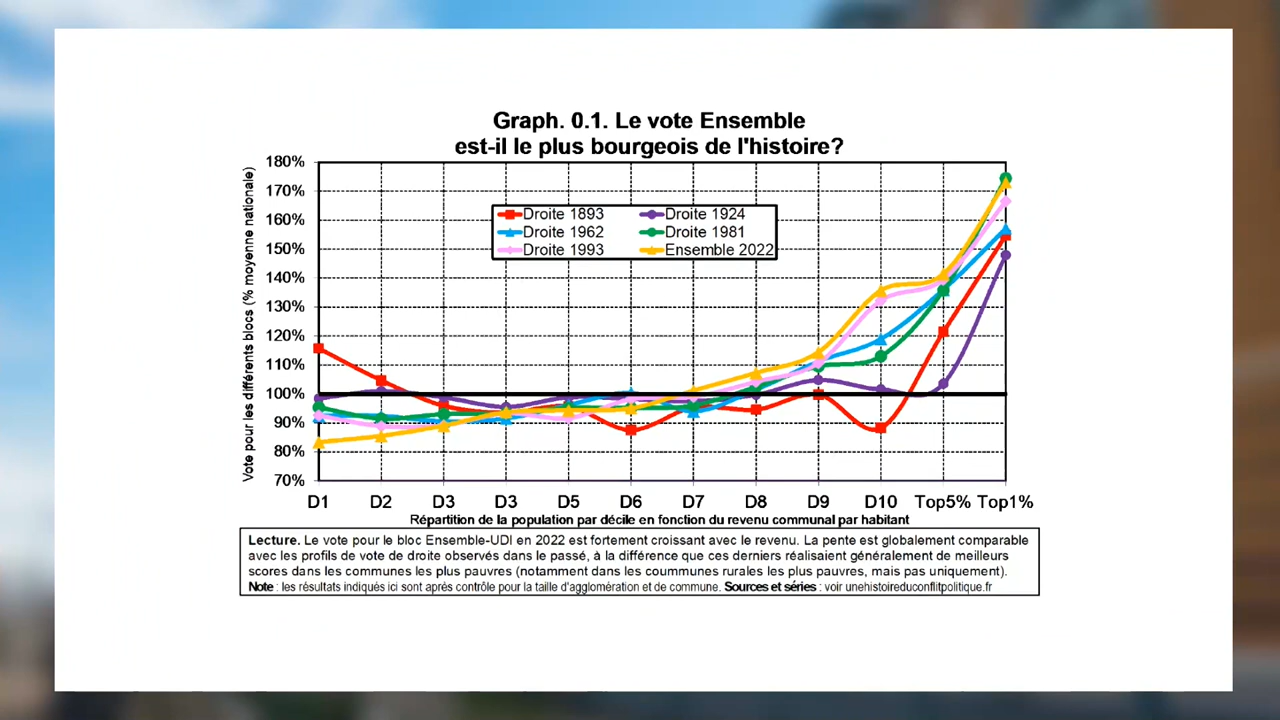 Graph. 0.1. Le vote Ensemble
est-il le plus bourgeois de l'histoire?
Vote pour les différents blocs (% moyenne nationale)
180%
170%
160%
150%
140%
130%
120%
110%
100%
90%
80%
70%
Droite 1893
Droite 1924
Droite 1962
Droite 1981
Droite 1993
Ensemble 2022
D1 D2 D3 D3 D5 D6 D7 D8 D9 D10 Top5% Top1%
Répartition de la population par décile en fonction du revenu communal par habitant
Lecture. Le vote pour le bloc Ensemble-UDI en 2022 est fortement croissant avec le revenu. La pente est globalement comparable
avec les profils de vote de droite observés dans le passé, à la différence que ces derniers réalisaient généralement de meilleurs
scores dans les communes les plus pauvres (notamment dans les coummunes rurales les plus pauvres, mais pas uniquement).
Note : les résultats indiqués ici sont après contrôle pour la taille d'agglomération et de commune. Sources et séries : voir unehistoireduconflitpolitique.fr